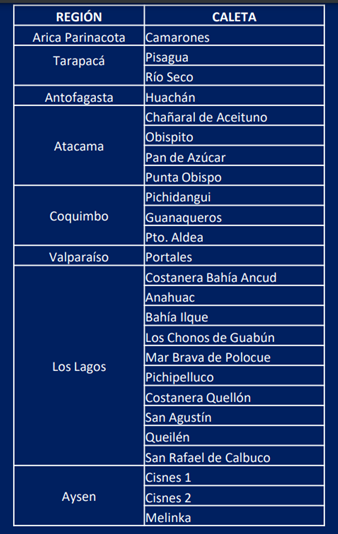 REGIÓN CALETA
Arica Parinacota Camarones
Tarapacá Pisagua
Río Seco
Antofagasta Huachán
Atacama Chañaral de Aceituno
Obispito
Pan de Azúcar
Punta Obispo
Coquimbo Pichidangui
Guanaqueros
Pto. Aldea
Valparaíso Portales
Los Lagos Costanera Bahía Ancud
Anahuac
Bahía Ilque
Los Chonos de Guabún
Mar Brava de Polocue
Pichipelluco
Costanera Quellón
San Agustín
Queilén
San Rafael de Calbuco
Aysen Cisnes 1
Cisnes 2
Melinka